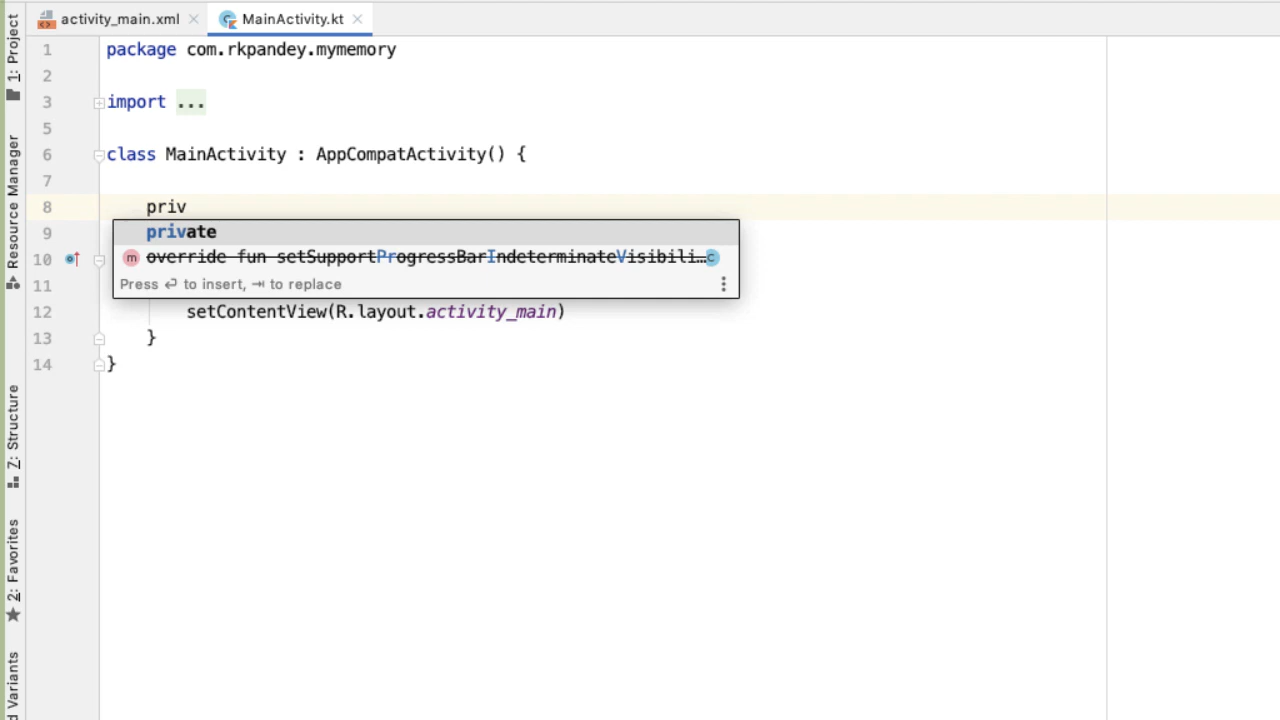 activity_main.xml
MainActivity.kt
1: Project
Resource Manager
Z: Structure
2: Favorites
d Variants
1 package com.rkpandey.mymemory
2
3 import ...
5
6 class MainActivity : AppCompatActivity() {
7
8 priv
9 private
10 override fun setSupportProgressBarIndeterminateVisibili…
11 Press ⏎ to insert, ⇥ to replace
12 setContentView(R.layout.activity_main)
13 }
14 }